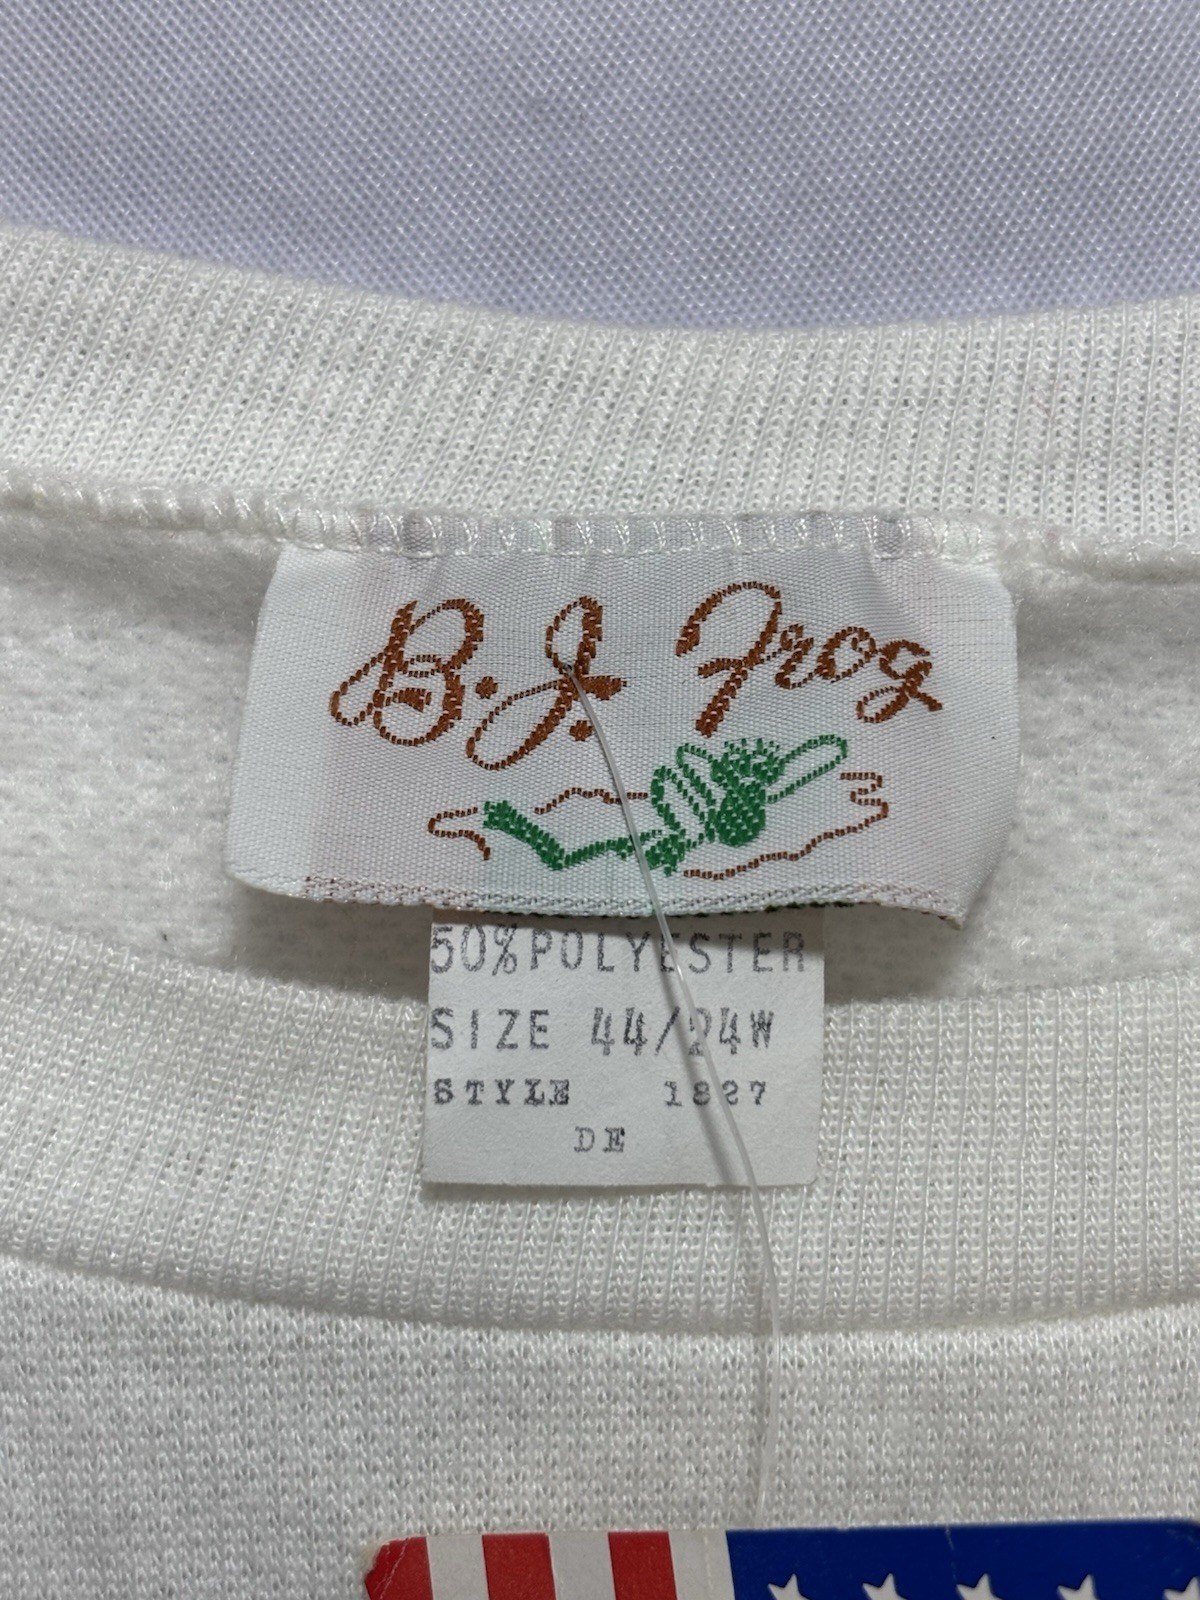 B.J. Frog
50% POLYESTER
SIZE 44/24W
STYLE 1827
DE